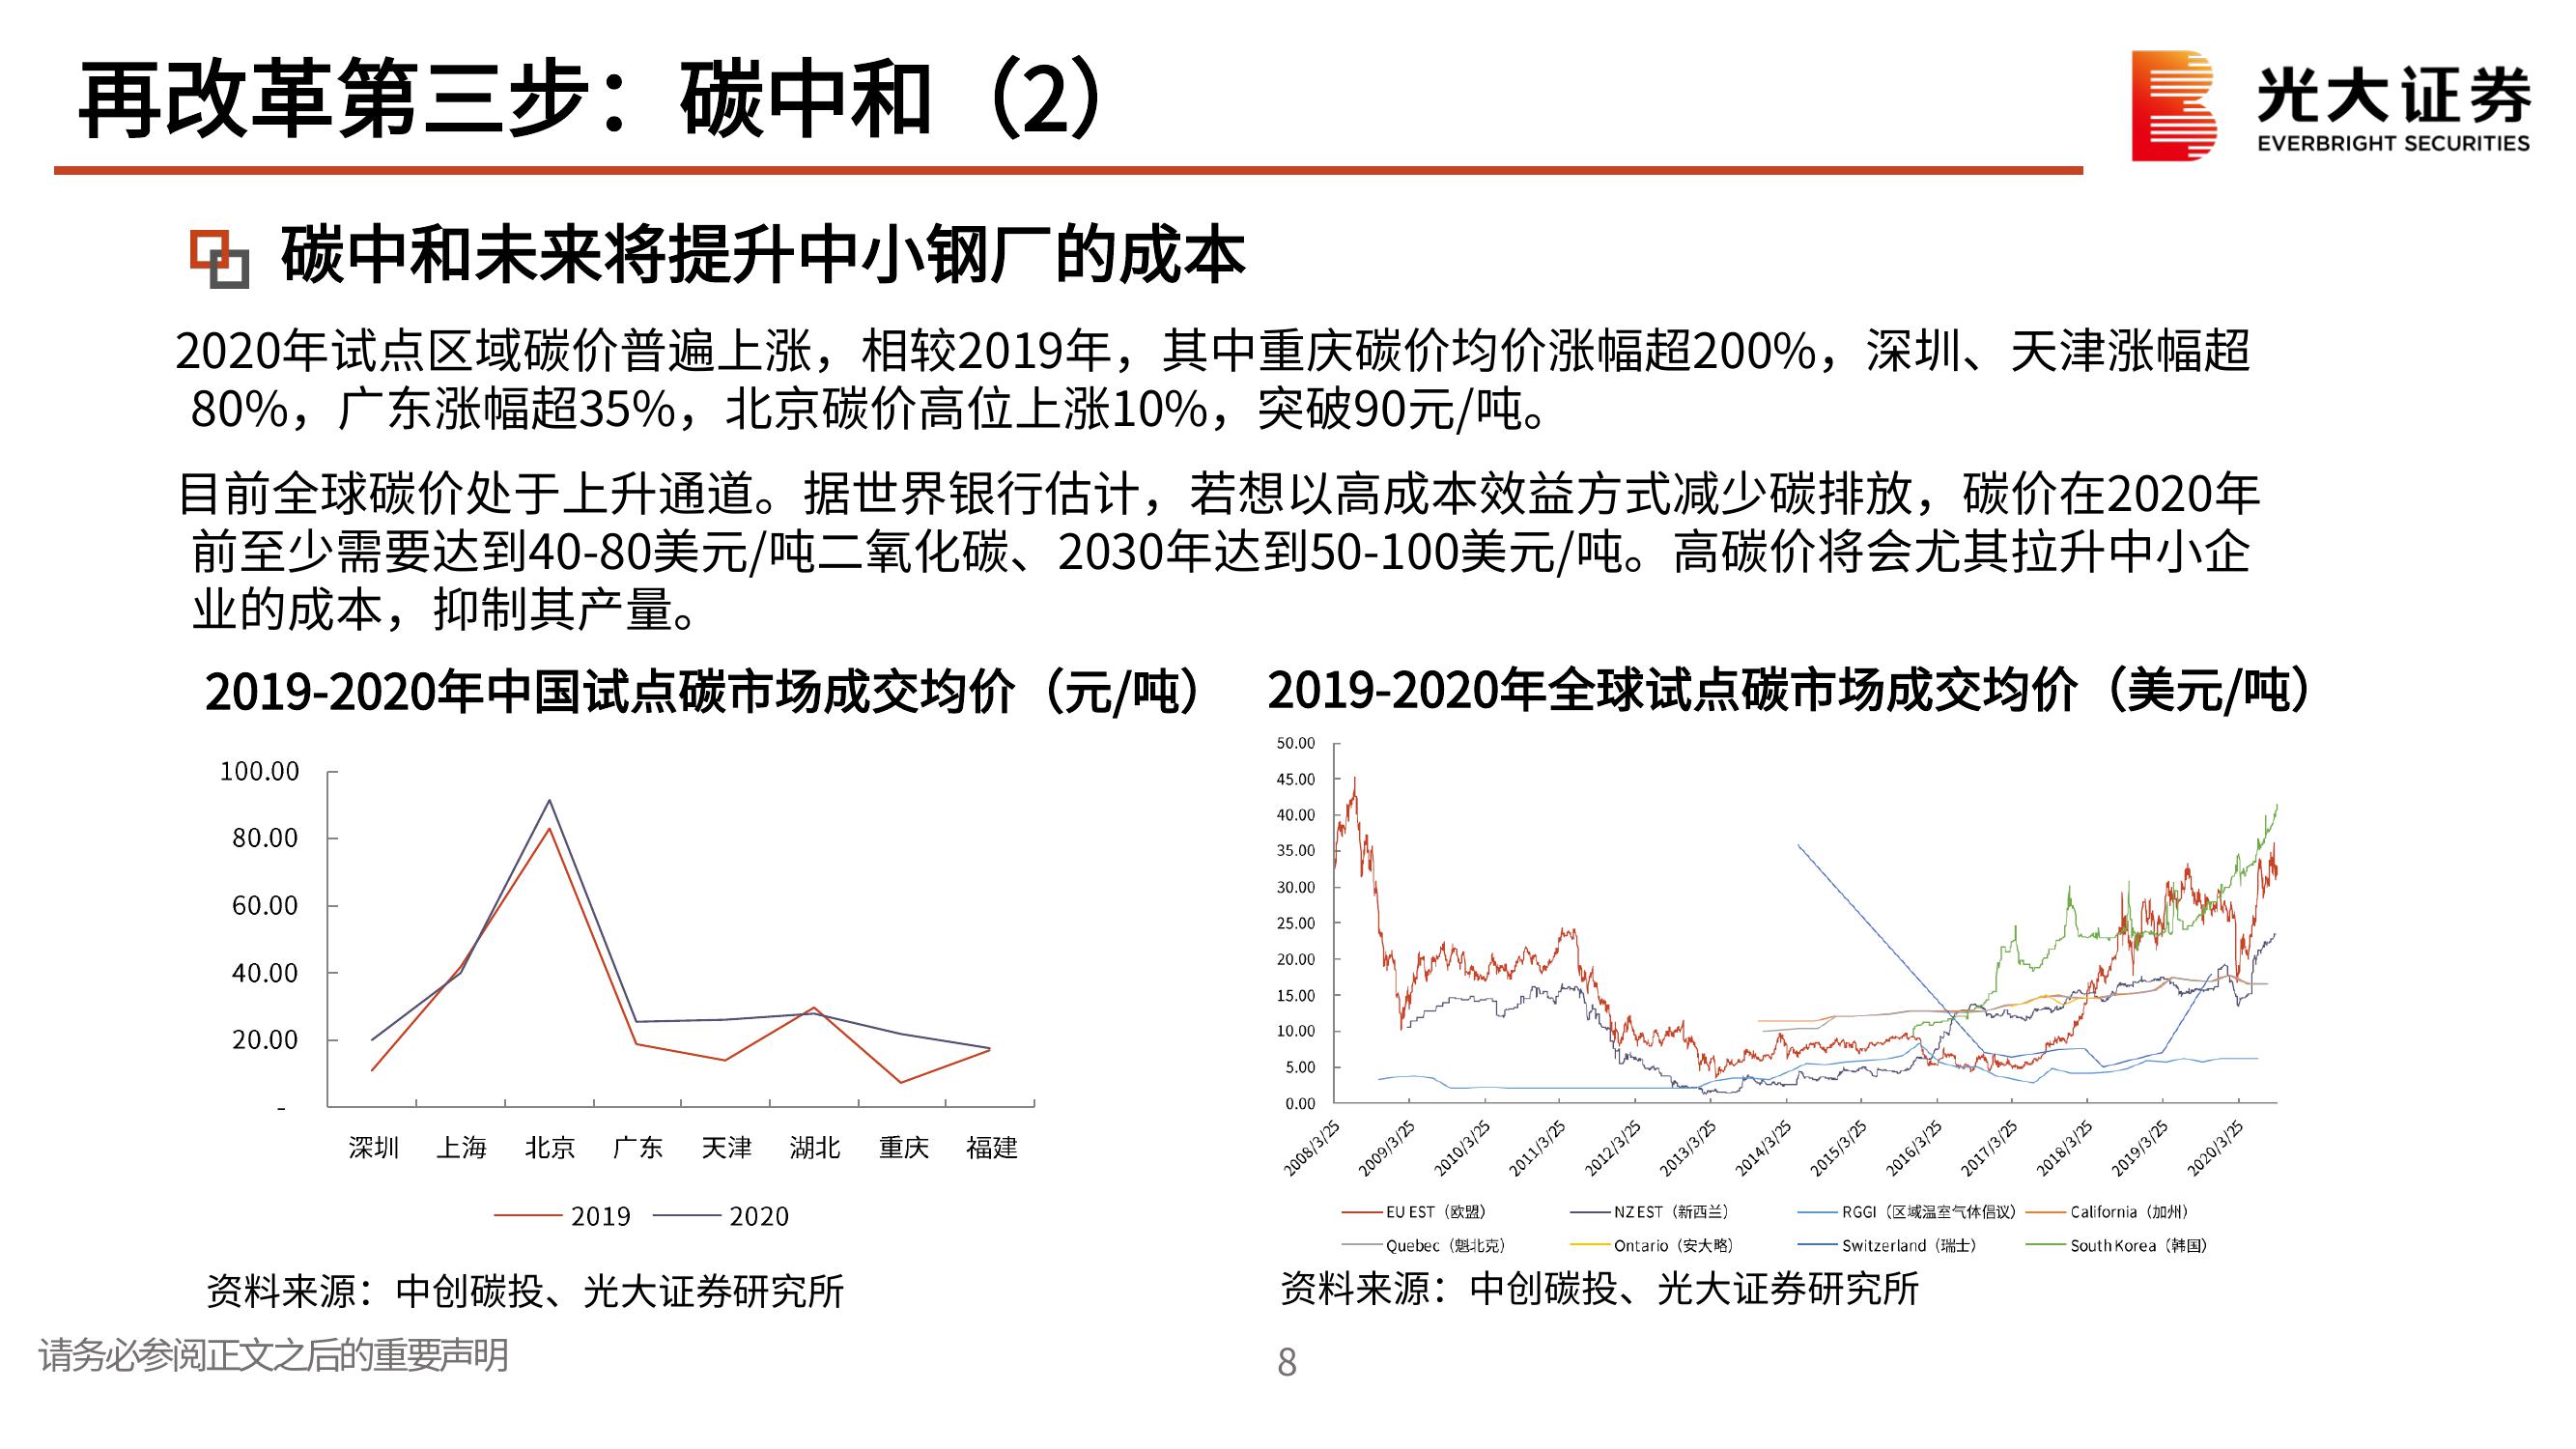 再改革第三步：碳中和（2）
光大证券
EVERBRIGHT SECURITIES
碳中和未来将提升中小钢厂的成本
2020年试点区域碳价普遍上涨，相较2019年，其中重庆碳价均价涨幅超200%，深圳、天津涨幅超
80%，广东涨幅超35%，北京碳价高位上涨10%，突破90元/吨。
目前全球碳价处于上升通道。据世界银行估计，若想以高成本效益方式减少碳排放，碳价在2020年
前至少需要达到40-80美元/吨二氧化碳、2030年达到50-100美元/吨。高碳价将会尤其拉升中小企
业的成本，抑制其产量。
2019-2020年中国试点碳市场成交均价（元/吨）
100.00
80.00
60.00
40.00
20.00
-
深圳 上海 北京 广东 天津 湖北 重庆 福建
2019 2020
资料来源：中创碳投、光大证券研究所
2019-2020年全球试点碳市场成交均价（美元/吨）
50.00
45.00
40.00
35.00
30.00
25.00
20.00
15.00
10.00
5.00
0.00
2008/3/25 2009/3/25 2010/3/25 2011/3/25 2012/3/25 2013/3/25 2014/3/25 2015/3/25 2016/3/25 2017/3/25 2018/3/25 2019/3/25 2020/3/25
EU EST（欧盟） NZ EST（新西兰） RGGI（区域温室气体倡议） California（加州）
Quebec（魁北克） Ontario（安大略） Switzerland（瑞士） South Korea（韩国）
资料来源：中创碳投、光大证券研究所
请务必参阅正文之后的重要声明
8